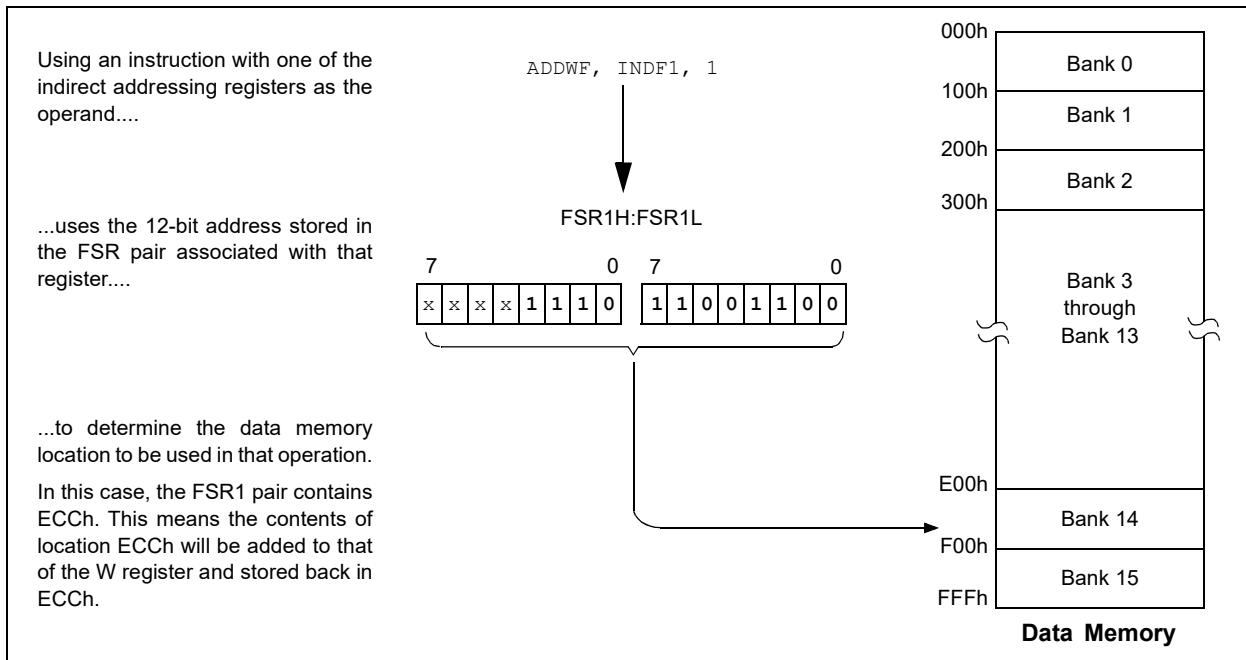 Using an instruction with one of the
indirect addressing registers as the
operand....
ADDWF, INDF1, 1
...uses the 12-bit address stored in
the FSR pair associated with that
register....
FSR1H:FSR1L
7 0 7 0
x x x x 1 1 1 0 1 1 0 0 1 1 0 0
...to determine the data memory
location to be used in that operation.
In this case, the FSR1 pair contains
ECCh. This means the contents of
location ECCh will be added to that
of the W register and stored back in
ECCh.
000h
Bank 0
100h
Bank 1
200h
Bank 2
300h
Bank 3
through
Bank 13
E00h
Bank 14
F00h
Bank 15
FFFh
Data Memory